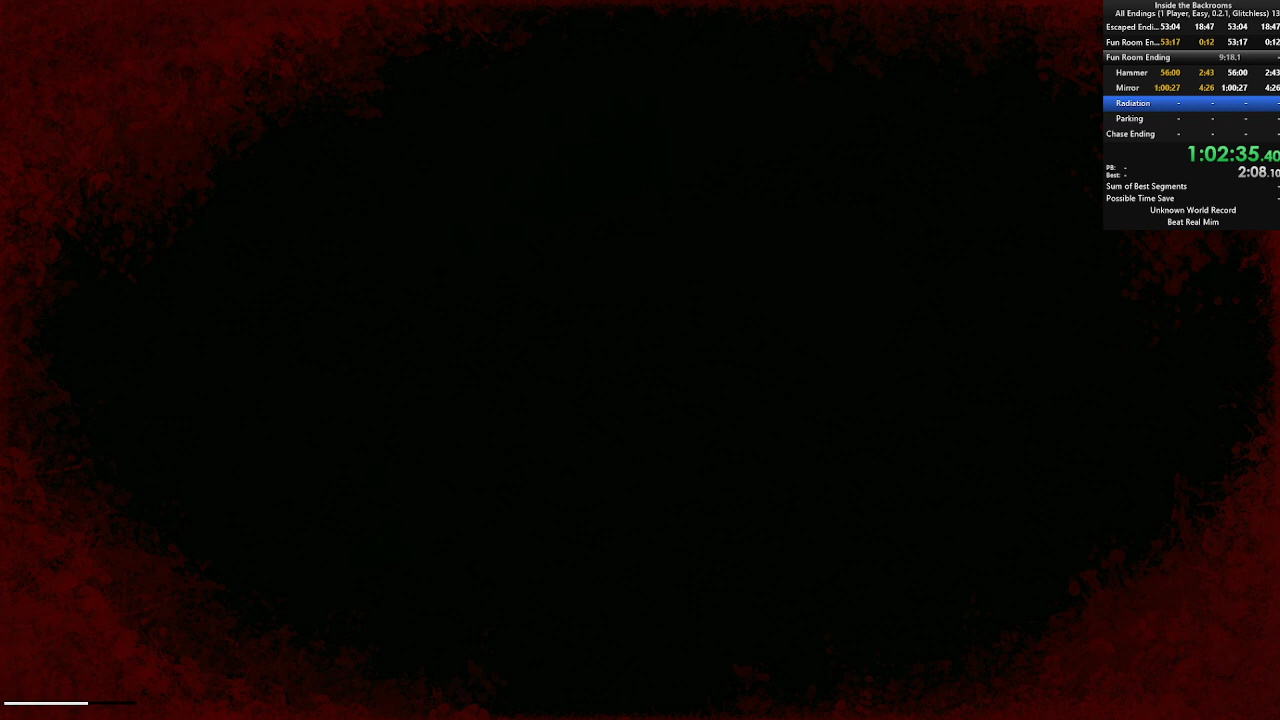 Inside the Backrooms
All Endings (1 Player, Easy, 0.2.1, Glitchless) 13
Escaped Endi... 53:04 18:47 53:04 18:47
Fun Room En... 53:17 0:12 53:17 0:12
Fun Room Ending 9:18.1 -
Hammer 56:00 2:43 56:00 2:43
Mirror 1:00:27 4:26 1:00:27 4:26
Radiation - - - -
Parking - - - -
Chase Ending - - - -
1:02:35.40
PB: -
Best: - 2:08.10
Sum of Best Segments -
Possible Time Save -
Unknown World Record
Beat Real Mim